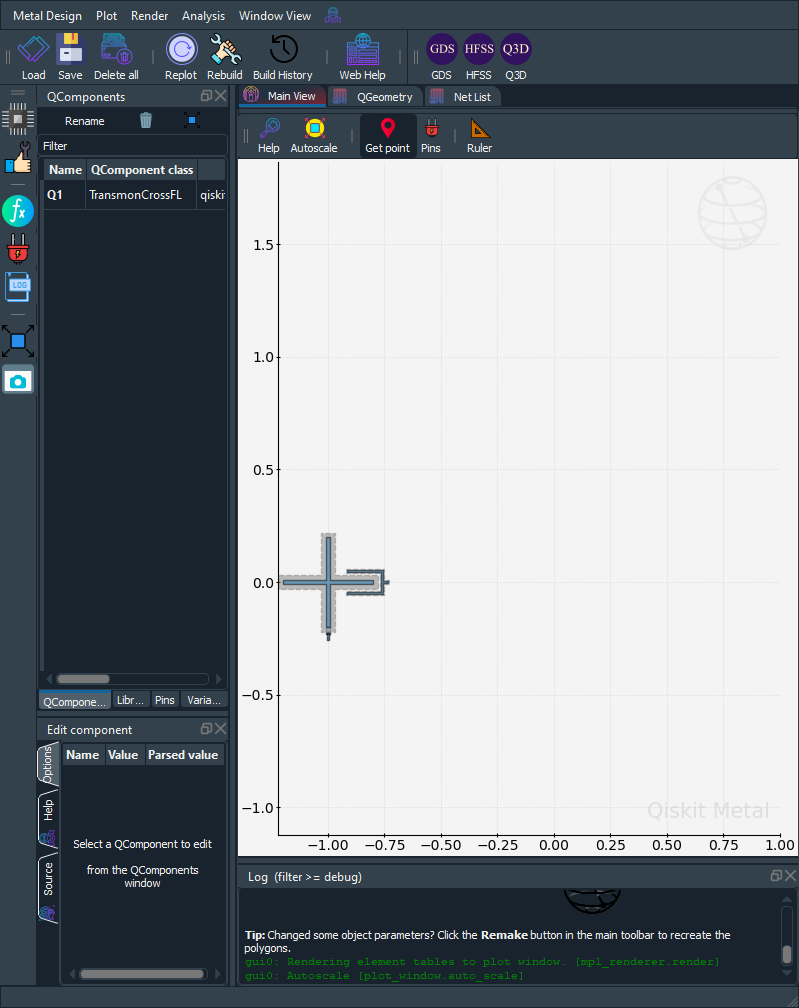 Metal Design Plot Render Analysis Window View
Load Save Delete all Replot Rebuild Build History Web Help GDS HFSS Q3D
GDS HFSS Q3D
QComponents
Rename
Filter
Name QComponent class
Q1 TransmonCrossFL qiski
fx
LOG
QCompone... Libr... Pins Varia...
Edit component
Options
Help
Source
Name Value Parsed value
Select a QComponent to edit
from the QComponents
window
Main View QGeometry Net List
Help Autoscale Get point Pins Ruler
1.5
1.0
0.5
0.0
−0.5
−1.0
Qiskit Metal
−1.00 −0.75 −0.50 −0.25 0.00 0.25 0.50 0.75 1.00
Log (filter >= debug)
Tip: Changed some object parameters? Click the Remake button in the main toolbar to recreate the
polygons.
gui0: Rendering element tables to plot window. [mpl_renderer.render]
gui0: Autoscale [plot_window.auto_scale]